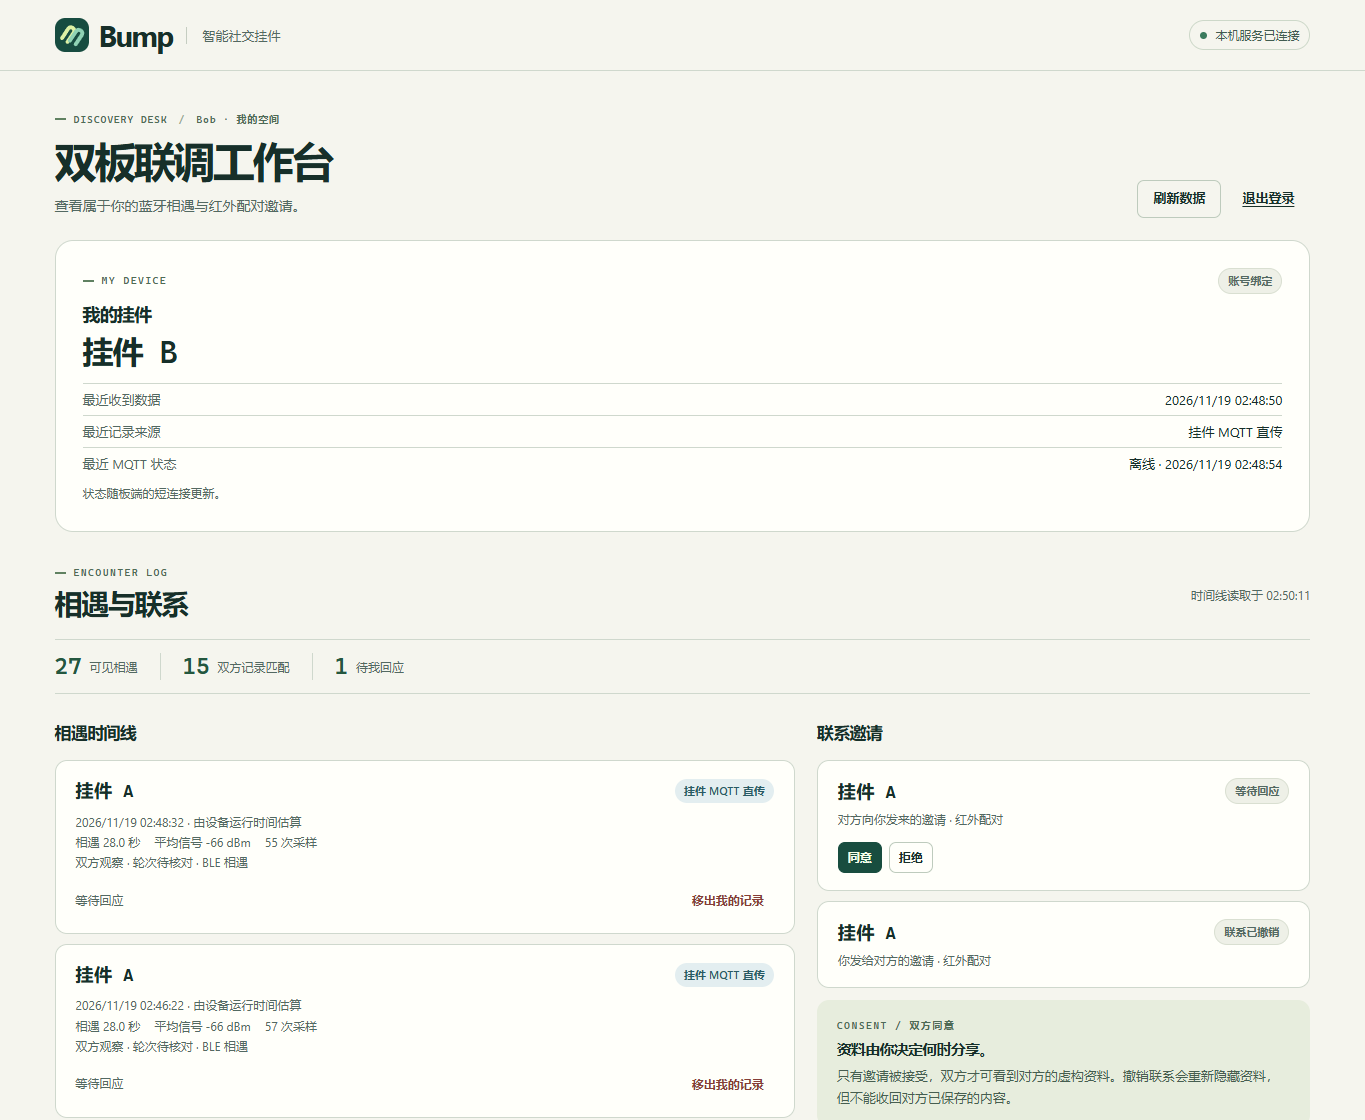 Bump 智能社交挂件
本机服务已连接
DISCOVERY DESK / Bob · 我的空间
双板联调工作台
查看属于你的蓝牙相遇与红外配对邀请。
刷新数据 退出登录
MY DEVICE
账号绑定
我的挂件
挂件 B
最近收到数据 2026/11/19 02:48:50
最近记录来源 挂件 MQTT 直传
最近 MQTT 状态 离线 · 2026/11/19 02:48:54
状态随板端的短连接更新。
ENCOUNTER LOG
相遇与联系
时间线读取于 02:50:11
27 可见相遇 15 双方记录匹配 1 待我回应
相遇时间线
挂件 A 挂件 MQTT 直传
2026/11/19 02:48:32 · 由设备运行时间估算
相遇 28.0 秒 平均信号 -66 dBm 55 次采样
双方观察 · 轮次待核对 · BLE 相遇
等待回应 移出我的记录
挂件 A 挂件 MQTT 直传
2026/11/19 02:46:22 · 由设备运行时间估算
相遇 28.0 秒 平均信号 -66 dBm 57 次采样
双方观察 · 轮次待核对 · BLE 相遇
等待回应 移出我的记录
联系邀请
挂件 A 等待回应
对方向你发来的邀请 · 红外配对
同意 拒绝
挂件 A 联系已撤销
你发给对方的邀请 · 红外配对
CONSENT / 双方同意
资料由你决定何时分享。
只有邀请被接受，双方才可看到对方的虚构资料。撤销联系会重新隐藏资料，
但不能收回对方已保存的内容。